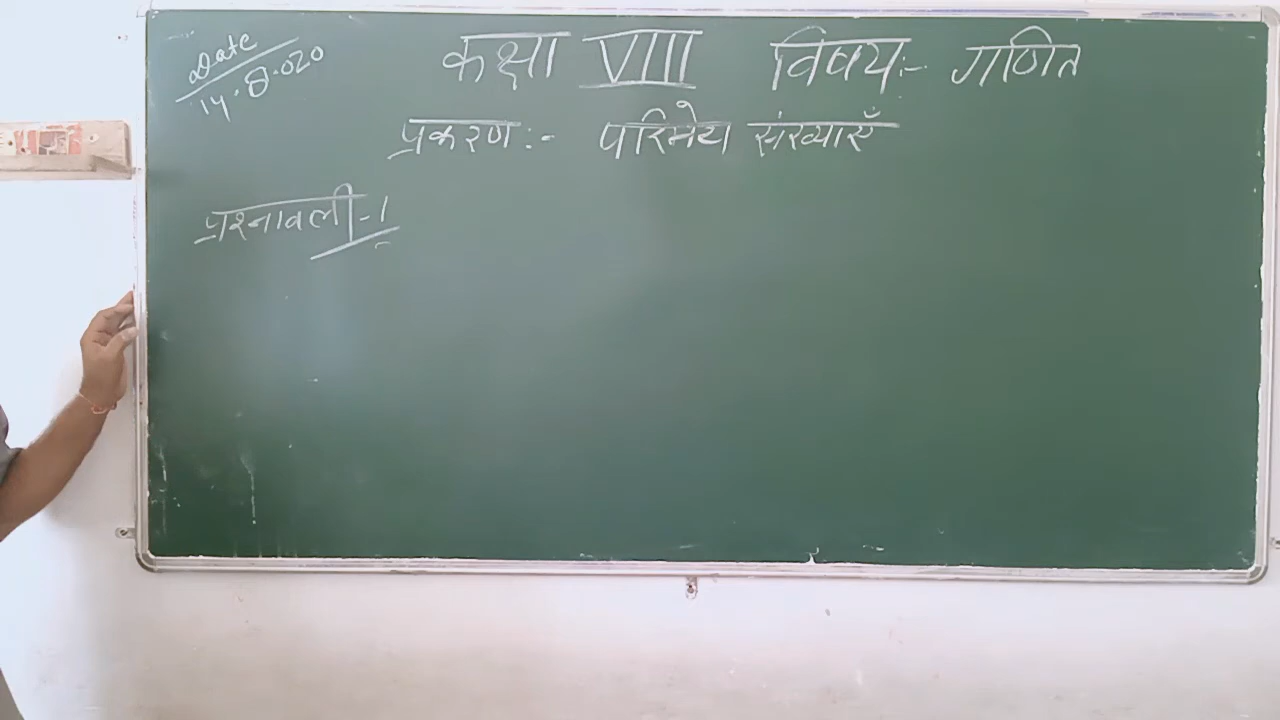 Date
14.8.020
कक्षा VIII विषय:- गणित
प्रकरण:- परिमेय संख्याएँ
प्रश्नावली-1